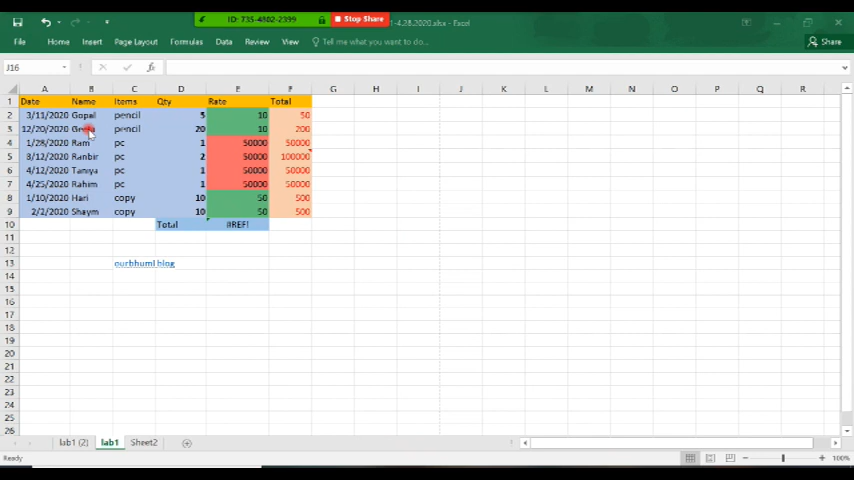 ID: 735-4802-2399 Stop Share
-4.28.2020.xlsx - Excel
File Home Insert Page Layout Formulas Data Review View Tell me what you want to do... Share
J16 fx
A B C D E F G H I J K L M N O P Q R
1 Date Name Items Qty Rate Total
2 3/11/2020 Gopal pencil 5 10 50
3 12/20/2020 pencil 20 10 200
4 1/28/2020 Ram pc 1 50000 50000
5 3/12/2020 Ranbir pc 2 50000 100000
6 4/12/2020 Taniya pc 1 50000 50000
7 4/25/2020 Rahim pc 1 50000 50000
8 1/10/2020 Hari copy 10 50 500
9 2/2/2020 Shaym copy 10 50 500
10 Total #REF!
11
12
13 ourbhumi blog
14
15
16
17
18
19
20
21
22
23
24
25
26
lab1 (2) lab1 Sheet2
Ready 100%